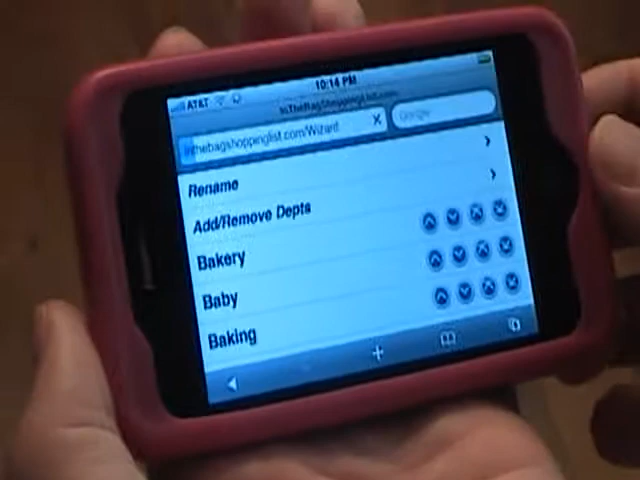 AT&T 10:14 PM
InTheBagShoppingList.com
inthebagshoppinglist.com/Wizard Google
Rename
Add/Remove Depts
Bakery
Baby
Baking